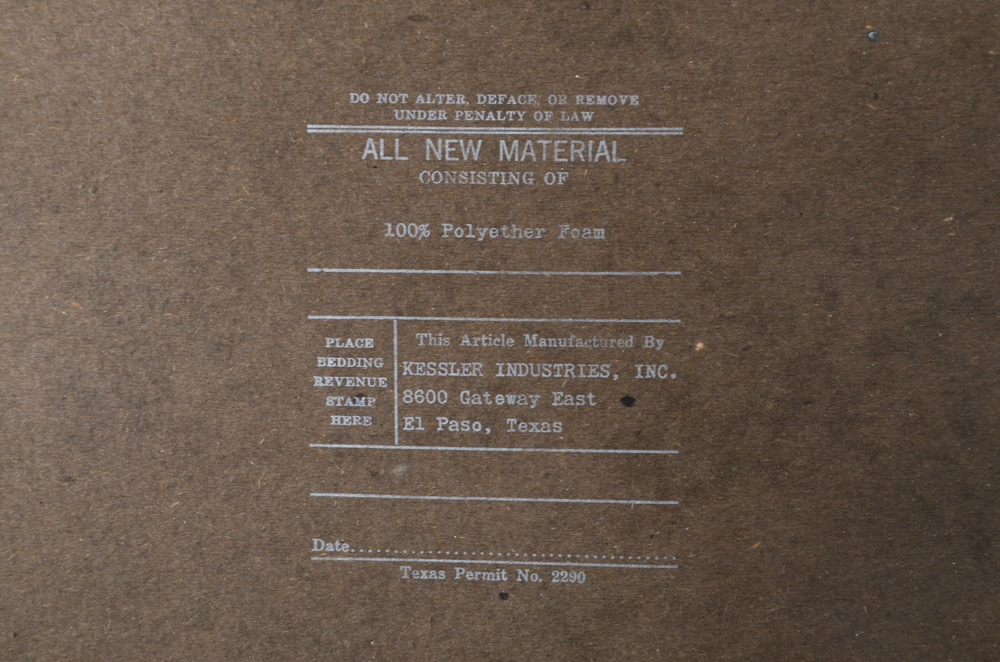 DO NOT ALTER, DEFACE, OR REMOVE
UNDER PENALTY OF LAW
ALL NEW MATERIAL
CONSISTING OF
100% Polyether Foam
PLACE
BEDDING
REVENUE
STAMP
HERE
This Article Manufactured By
KESSLER INDUSTRIES, INC.
8600 Gateway East
El Paso, Texas
Date
Texas Permit No. 2290